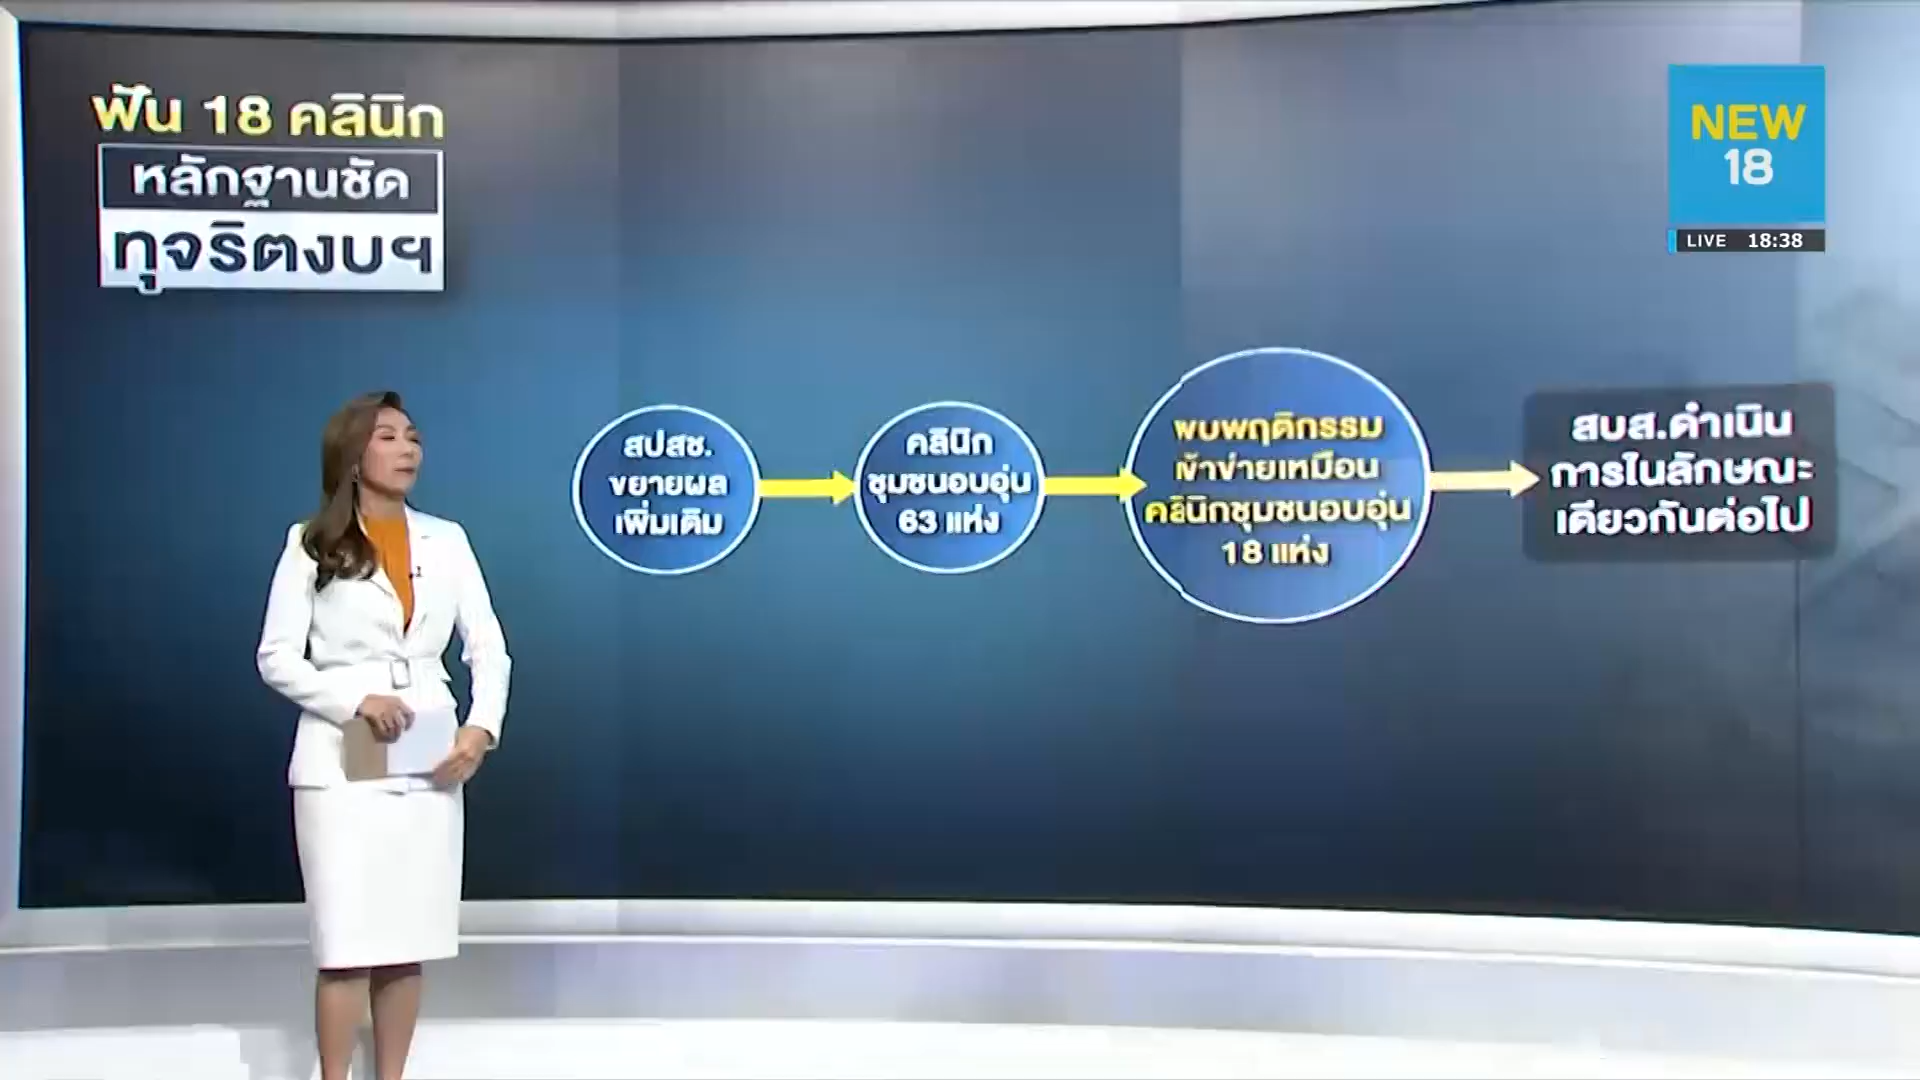 ฟัน 18 คลินิก
หลักฐานชัด
ทุจริตงบฯ
NEW
18
LIVE 18:38
สปสช.
ขยายผล
เพิ่มเติม
คลินิก
ชุมชนอบอุ่น
63 แห่ง
พบพฤติกรรม
เข้าข่ายเหมือน
คลินิกชุมชนอบอุ่น
18 แห่ง
สบส.ดำเนิน
การในลักษณะ
เดียวกันต่อไป